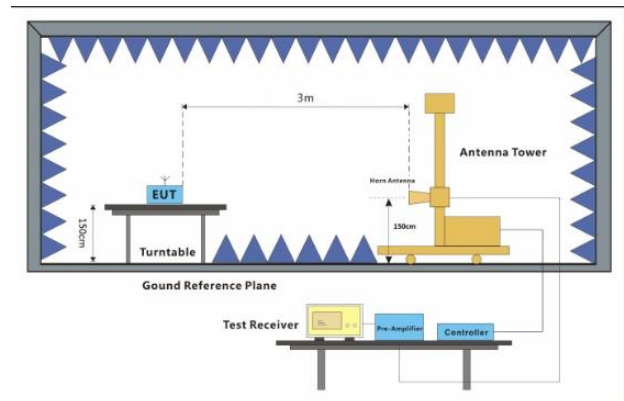 3m
Antenna Tower
Horn Antenna
EUT
150cm
150cm
Turntable
Gound Reference Plane
Test Receiver
Pre-Amplifier
Controller